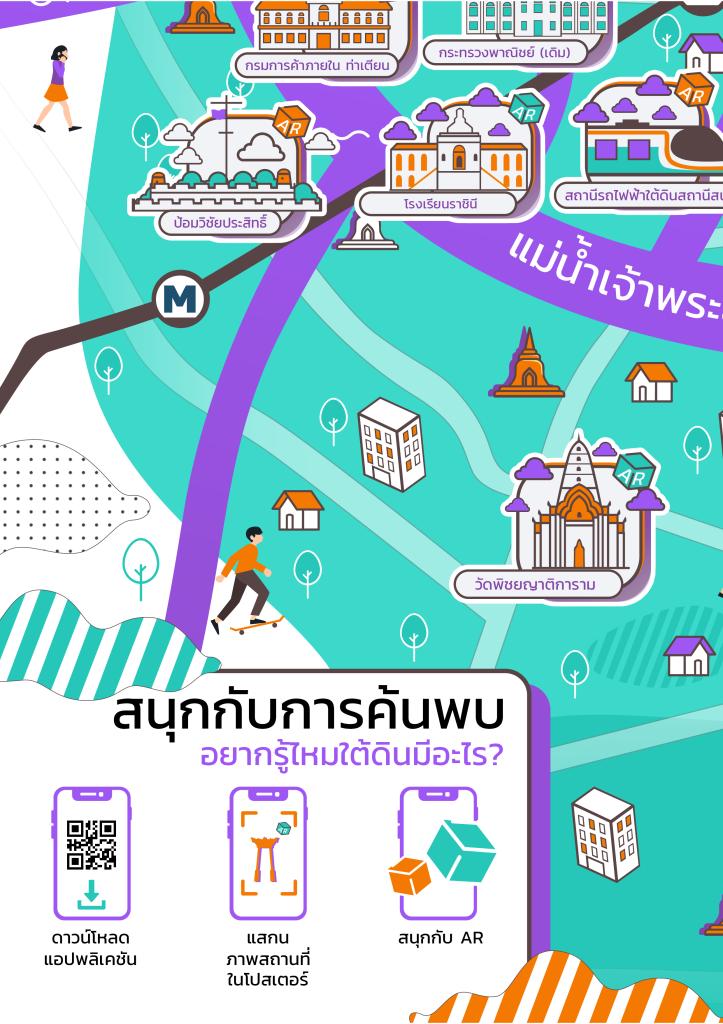 กรมการค้าภายใน ท่าเตียน
กระทรวงพาณิชย์ (เดิม)
AR
AR
AR
ป้อมวิชัยประสิทธิ์
โรงเรียนราชินี
สถานีรถไฟฟ้าใต้ดินสถานี
แม่น้ำเจ้าพระ
M
AR
วัดพิชยญาติการาม
สนุกกับการค้นพบ
อยากรู้ไหมใต้ดินมีอะไร?
AR
ดาวน์โหลด
แอปพลิเคชัน
แสกน
ภาพสถานที่
ในโปสเตอร์
สนุกกับ AR